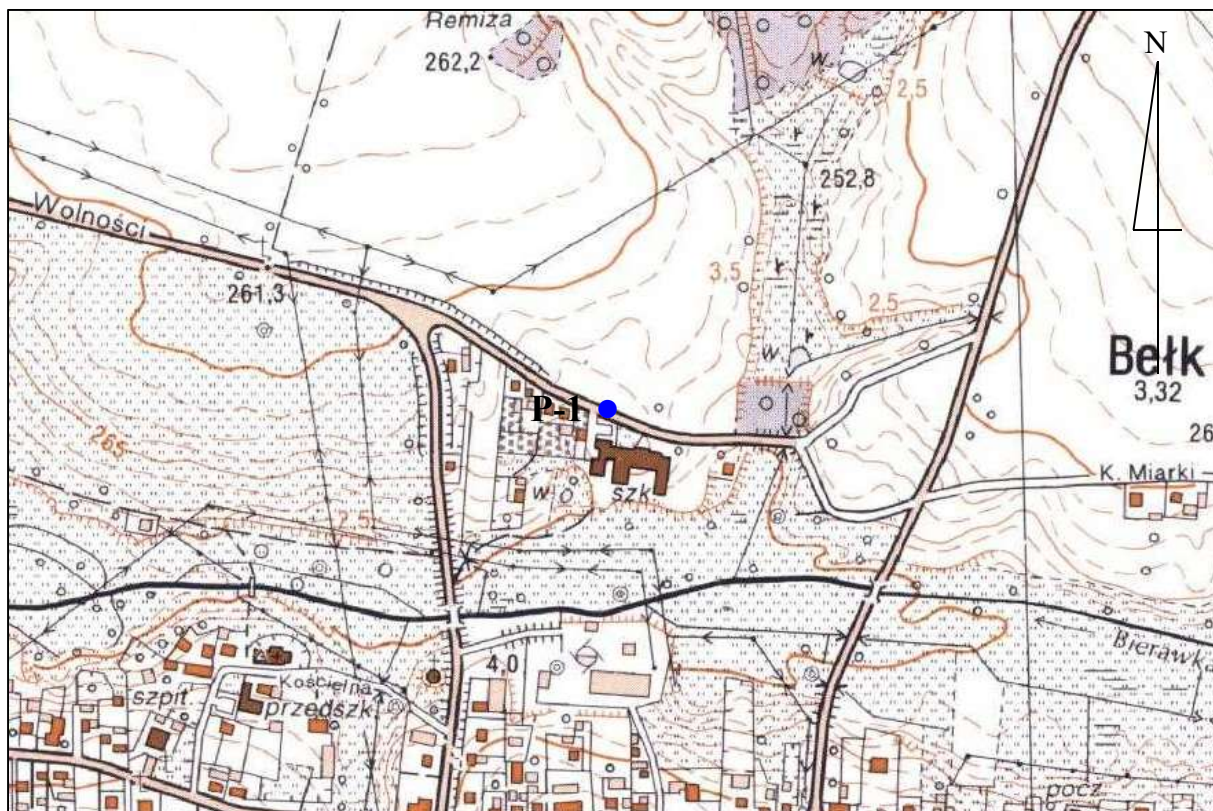 Remiza
262,2
w
2,5
N
252,8
Wolności
3,5
2,5
261,3
w
Bełk
3,32
P-1
265
26
K. Miarki
w
szk
2,5
Bierawka
4,0
Kościelna
szpit
przedszk
pocz